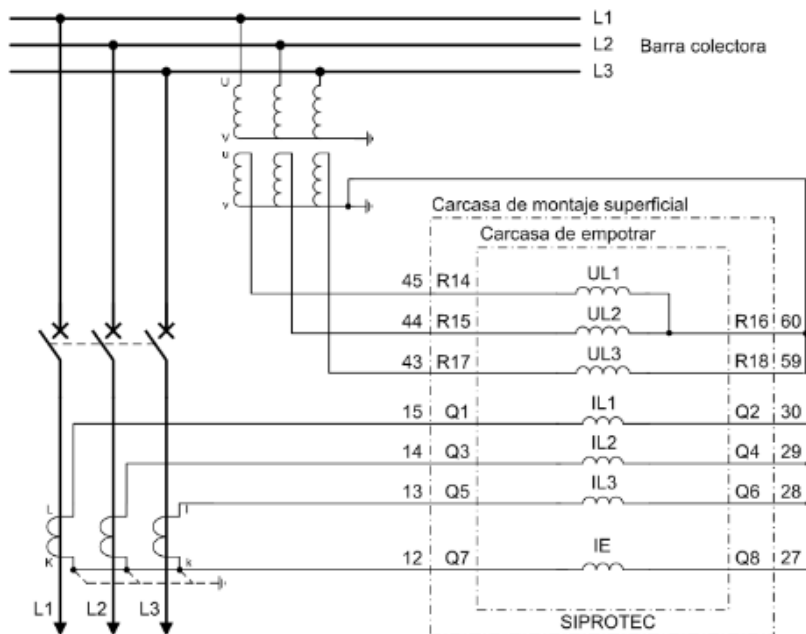 L1
L2 Barra colectora
L3
U
V
u
v
Carcasa de montaje superficial
Carcasa de empotrar
45 R14 UL1
44 R15 UL2 R16 60
43 R17 UL3 R18 59
15 Q1 IL1 Q2 30
14 Q3 IL2 Q4 29
13 Q5 IL3 Q6 28
L l
K k
12 Q7 IE Q8 27
L1 L2 L3
SIPROTEC